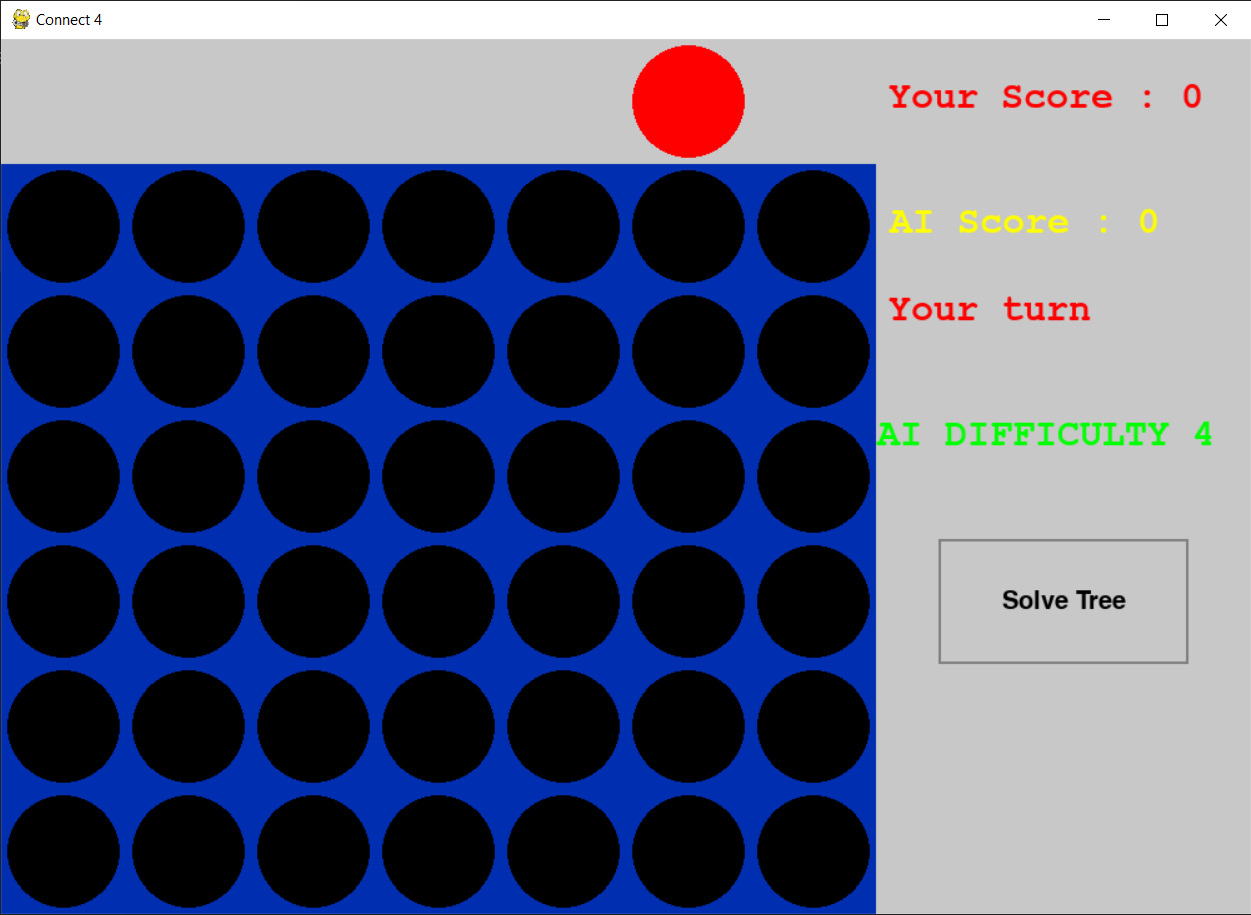 Connect 4
Your Score : 0
AI Score : 0
Your turn
AI DIFFICULTY 4
Solve Tree